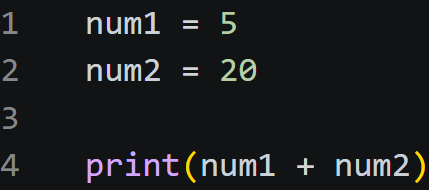 1 num1 = 5
2 num2 = 20
3
4 print(num1 + num2)